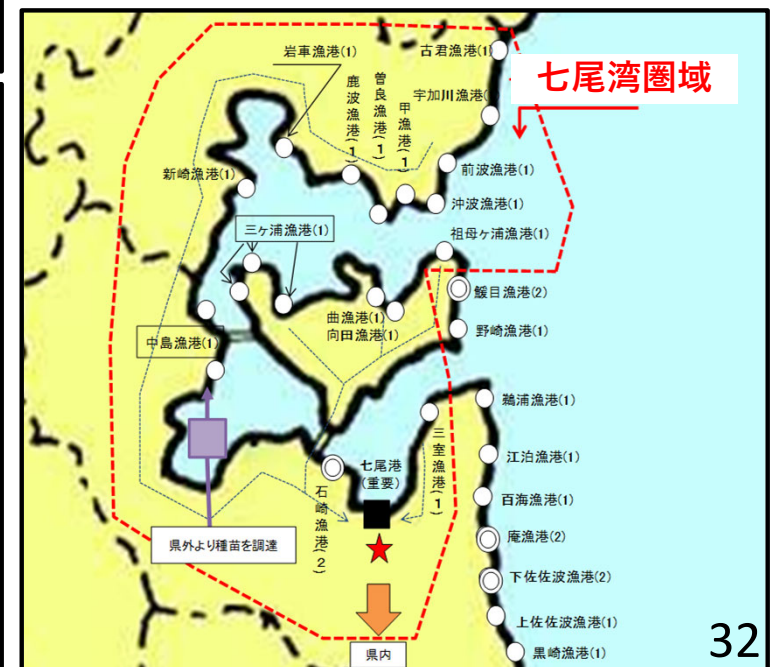 岩車漁港(1)
古君漁港(1)
七尾湾圏域
鹿波漁港(1)
曽良漁港(1)
甲漁港(1)
宇加川漁港(
新崎漁港(1)
前波漁港(1)
沖波漁港(1)
三ヶ浦漁港(1)
祖母ヶ浦漁港(1)
鰀目漁港(2)
曲漁港(1)
向田漁港(1)
野崎漁港(1)
中島漁港(1)
鵜浦漁港(1)
三室漁港(1)
江泊漁港(1)
七尾港
(重要)
石崎漁港(2)
百海漁港(1)
県外より種苗を調達
庵漁港(2)
下佐佐波漁港(2)
上佐佐波漁港(1)
県内
黒崎漁港(1)
32